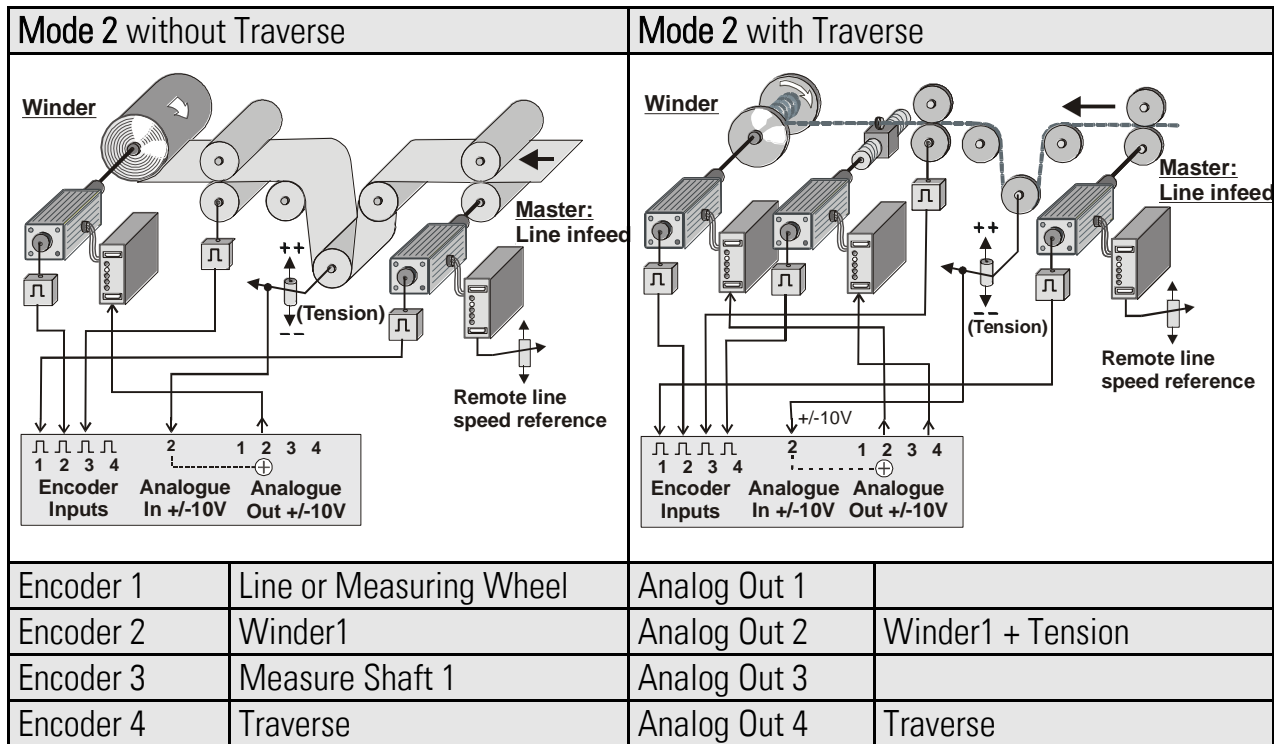 Mode 2 without Traverse
Mode 2 with Traverse
Winder
Master:
Line infeed
++
(Tension)
--
Remote line
speed reference
1 2 3 4
Encoder
Inputs
2
Analogue
In +/-10V
1 2 3 4
Analogue
Out +/-10V
Winder
Master:
Line infeed
++
--
(Tension)
Remote line
speed reference
+/-10V
1 2 3 4
Encoder
Inputs
2
Analogue
In +/-10V
1 2 3 4
Analogue
Out +/-10V
Encoder 1 Line or Measuring Wheel Analog Out 1
Encoder 2 Winder1 Analog Out 2 Winder1 + Tension
Encoder 3 Measure Shaft 1 Analog Out 3
Encoder 4 Traverse Analog Out 4 Traverse